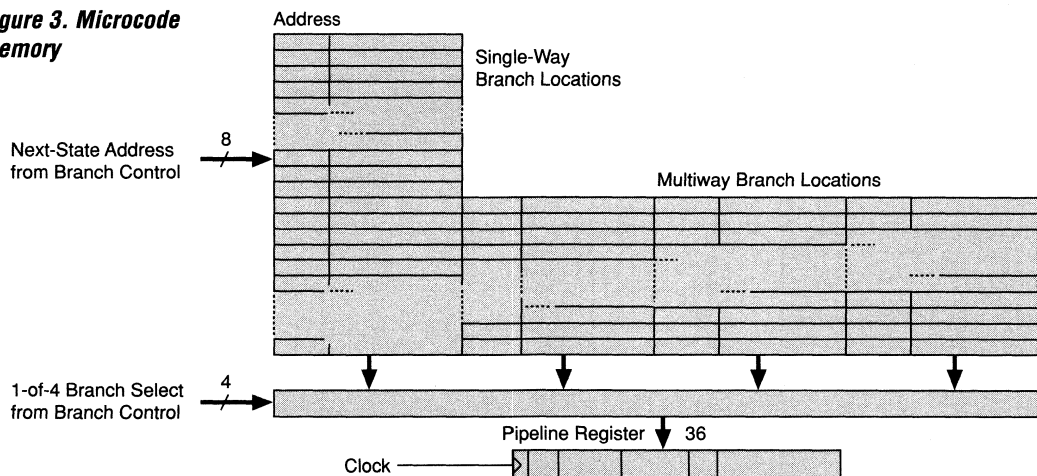 gure 3. Microcode
emory
Address
Single-Way
Branch Locations
8
Next-State Address
from Branch Control
Multiway Branch Locations
4
1-of-4 Branch Select
from Branch Control
Pipeline Register 36
Clock